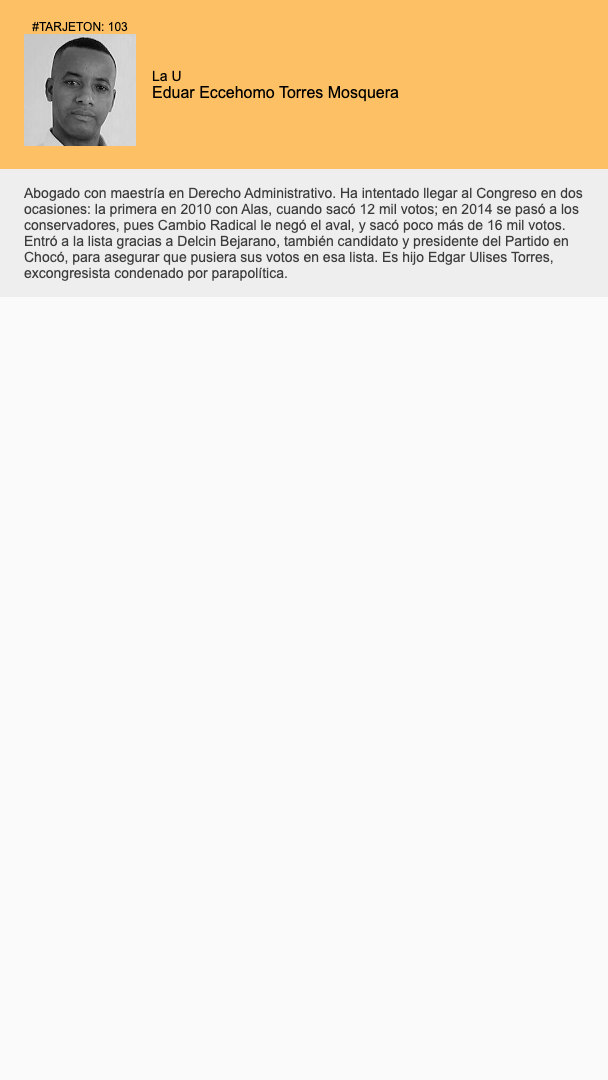 #TARJETON: 103
La U
Eduar Eccehomo Torres Mosquera
Abogado con maestría en Derecho Administrativo. Ha intentado llegar al Congreso en dos
ocasiones: la primera en 2010 con Alas, cuando sacó 12 mil votos; en 2014 se pasó a los
conservadores, pues Cambio Radical le negó el aval, y sacó poco más de 16 mil votos.
Entró a la lista gracias a Delcin Bejarano, también candidato y presidente del Partido en
Chocó, para asegurar que pusiera sus votos en esa lista. Es hijo Edgar Ulises Torres,
excongresista condenado por parapolítica.